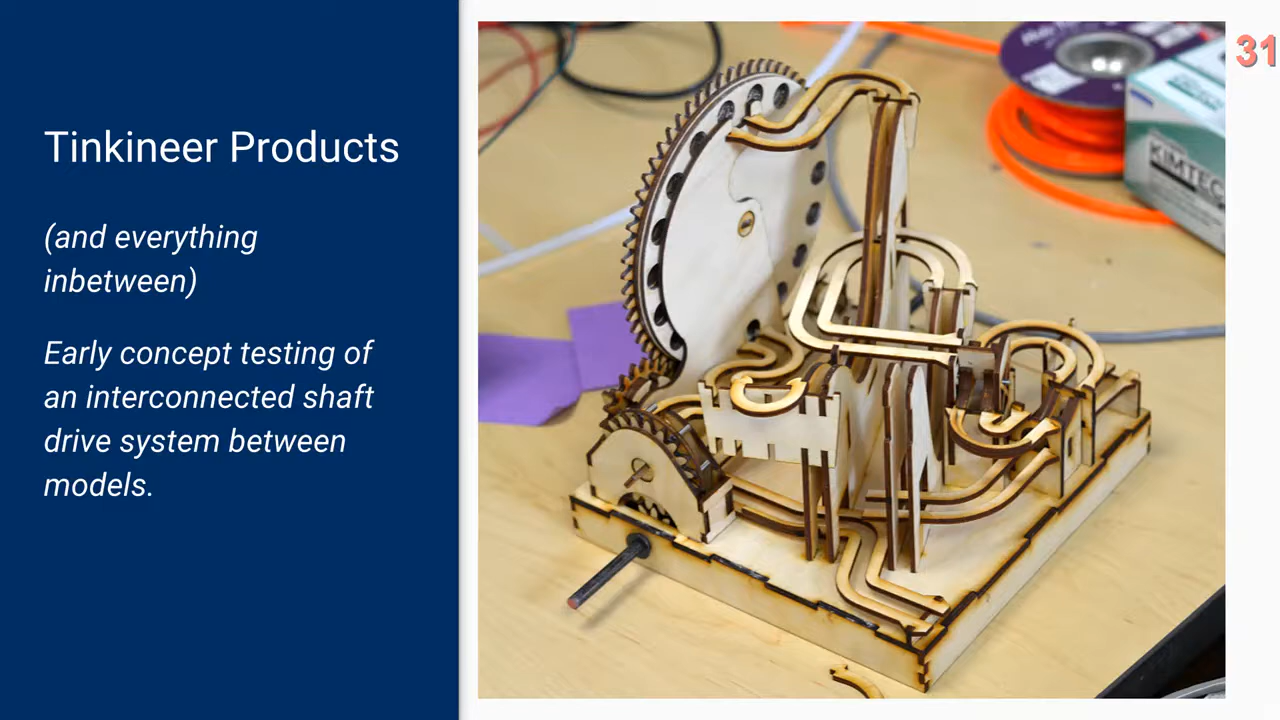 Tinkineer Products
(and everything
inbetween)
Early concept testing of
an interconnected shaft
drive system between
models.
31
KIMTEC